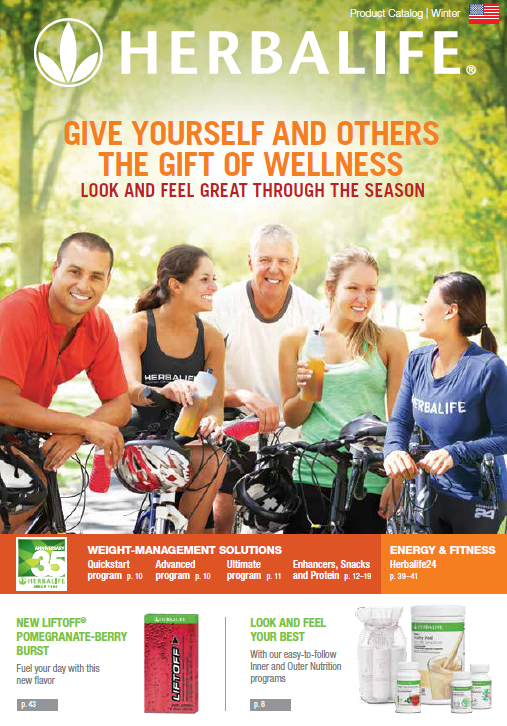 Product Catalog | Winter
HERBALIFE®
GIVE YOURSELF AND OTHERS
THE GIFT OF WELLNESS
LOOK AND FEEL GREAT THROUGH THE SEASON
HERBALIFE
HERBALIFE
24
ANNIVERSARY
35
HERBALIFE
WEIGHT-MANAGEMENT SOLUTIONS
Quickstart
program p. 10
Advanced
program p. 10
Ultimate
program p. 11
Enhancers, Snacks
and Protein p. 12–19
ENERGY & FITNESS
Herbalife24
p. 39–41
NEW LIFTOFF®
POMEGRANATE-BERRY
BURST
Fuel your day with this
new flavor
p. 43
HERBALIFE
LIFTOFF
LOOK AND FEEL
YOUR BEST
With our easy-to-follow
Inner and Outer Nutrition
programs
p. 8
HERBALIFE